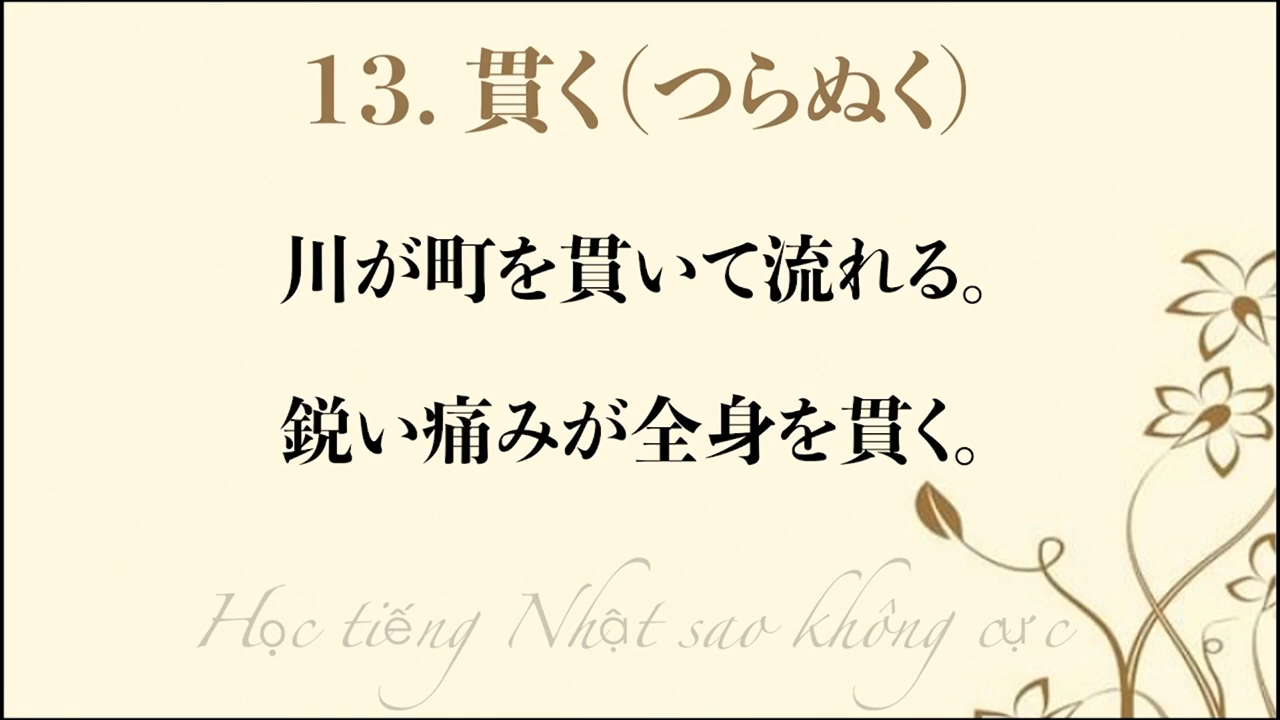 13. 貫く（つらぬく）
川が町を貫いて流れる。
鋭い痛みが全身を貫く。
Học tiếng Nhật sao không cực